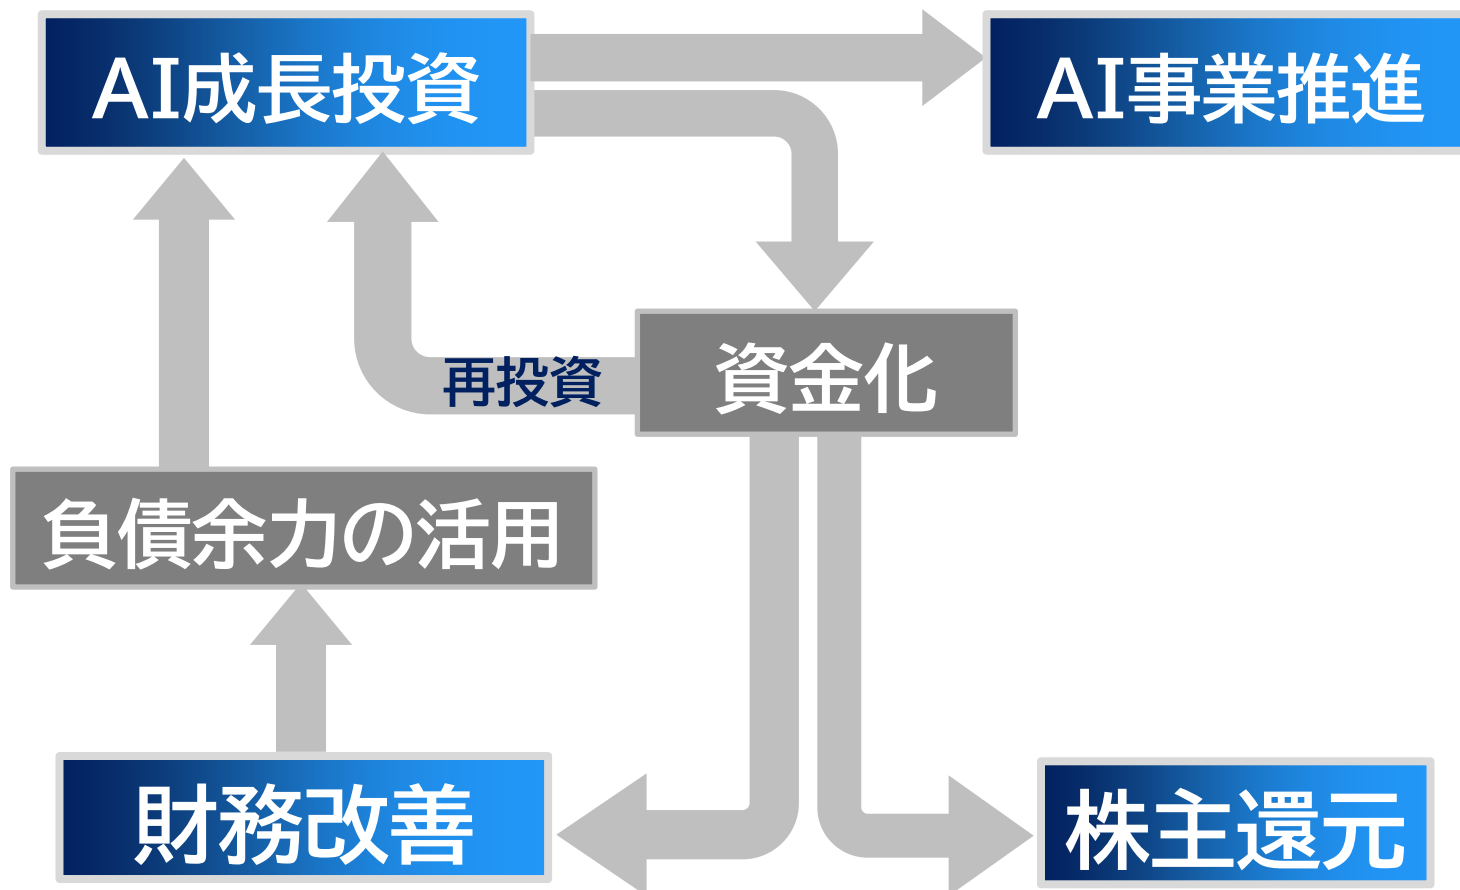 AI成長投資
AI事業推進
資金化
再投資
負債余力の活用
財務改善
株主還元